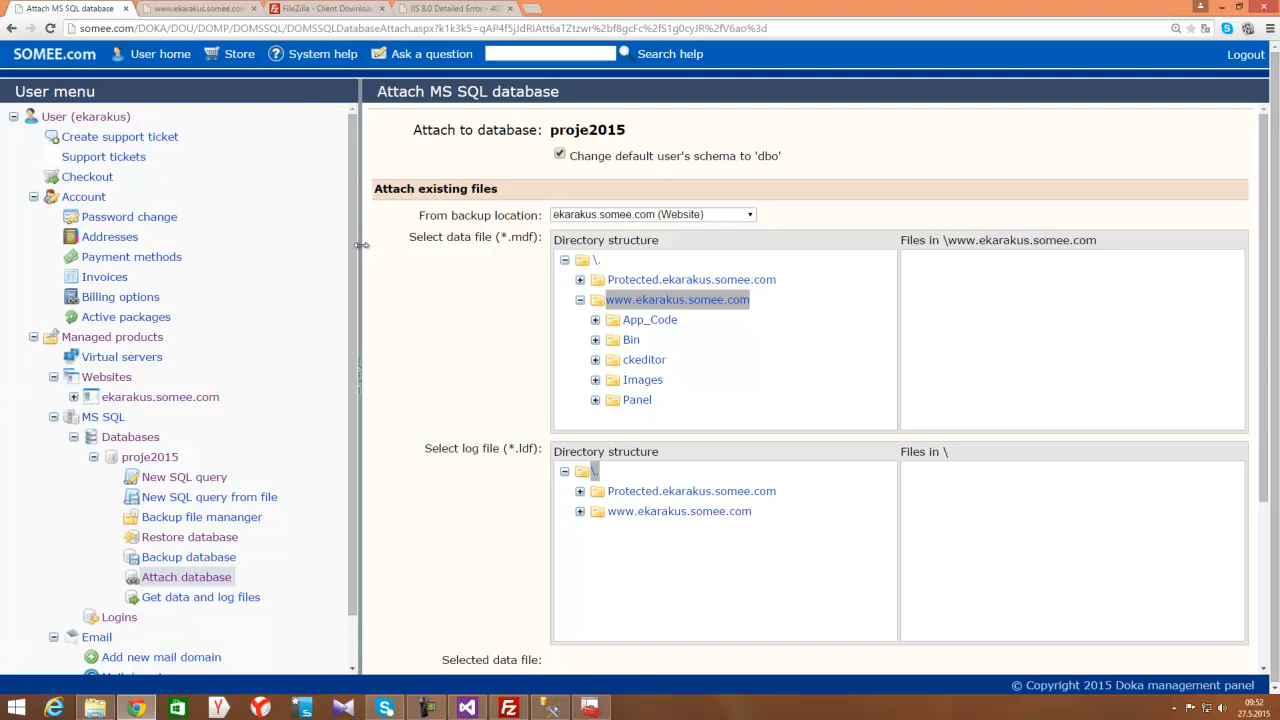 Attach MS SQL database
www.ekarakus.somee.com
FileZilla - Client Downloa
IIS 8.0 Detailed Error - 40
somee.com/DOKA/DOU/DOMP/DOMSSQL/DOMSSQLDatabaseAttach.aspx?
SOMEE.com
User home
Store
System help
Ask a question
Search help
Logout
User menu
User (ekarakus)
Create support ticket
Support tickets
Checkout
Account
Password change
Addresses
Payment methods
Invoices
Billing options
Active packages
Managed products
Virtual servers
Websites
ekarakus.somee.com
MS SQL
Databases
proje2015
New SQL query
New SQL query from file
Backup file mananger
Restore database
Backup database
Attach database
Get data and log files
Logins
Email
Add new mail domain
Attach MS SQL database
Attach to database: proje2015
Change default user's schema to 'dbo'
Attach existing files
From backup location: ekarakus.somee.com (Website)
Select data file (*.mdf):
Directory structure
Files in \www.ekarakus.somee.com
\.
Protected.ekarakus.somee.com
www.ekarakus.somee.com
App_Code
Bin
ckeditor
Images
Panel
Select log file (*.ldf):
Directory structure
Files in \
\.
Protected.ekarakus.somee.com
www.ekarakus.somee.com
Selected data file:
© Copyright 2015 Doka management panel
09:52
27.5.2015